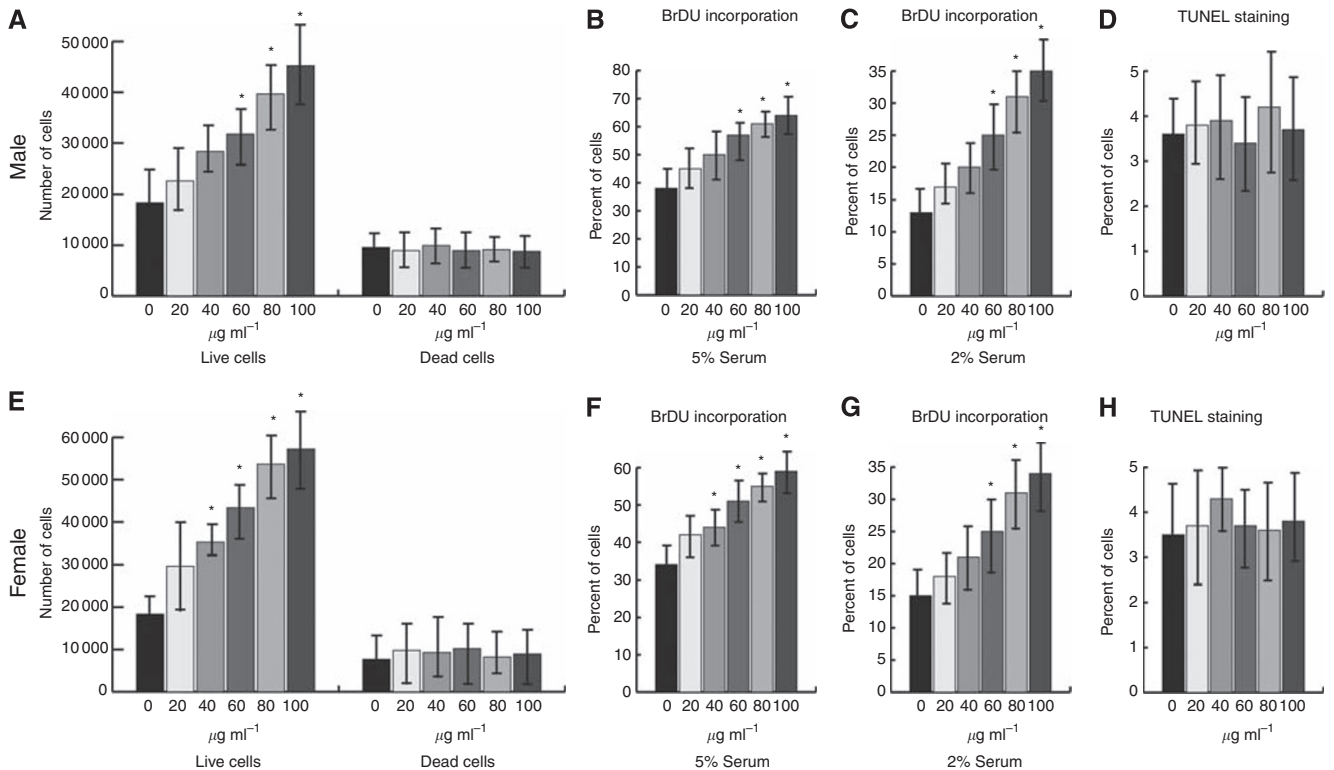 A
Male
Number of cells
50 000
40 000
30 000
20 000
10 000
0
* * *
0 20 40 60 80 100
µg ml⁻¹
Live cells
0 20 40 60 80 100
µg ml⁻¹
Dead cells
B
BrDU incorporation
Percent of cells
80
70
60
50
40
30
20
10
0
* * *
0 20 40 60 80 100
µg ml⁻¹
5% Serum
C
BrDU incorporation
Percent of cells
35
30
25
20
15
10
5
0
* * *
0 20 40 60 80 100
µg ml⁻¹
2% Serum
D
TUNEL staining
Percent of cells
5
4
3
2
1
0
0 20 40 60 80 100
µg ml⁻¹
E
Female
Number of cells
60 000
50 000
40 000
30 000
20 000
10 000
0
* * * *
0 20 40 60 80 100
µg ml⁻¹
Live cells
0 20 40 60 80 100
µg ml⁻¹
Dead cells
F
BrDU incorporation
Percent of cells
60
50
40
30
20
10
0
* * * *
0 20 40 60 80 100
µg ml⁻¹
5% Serum
G
BrDU incorporation
Percent of cells
35
30
25
20
15
10
5
0
* * *
0 20 40 60 80 100
µg ml⁻¹
2% Serum
H
TUNEL staining
Percent of cells
5
4
3
2
1
0
0 20 40 60 80 100
µg ml⁻¹